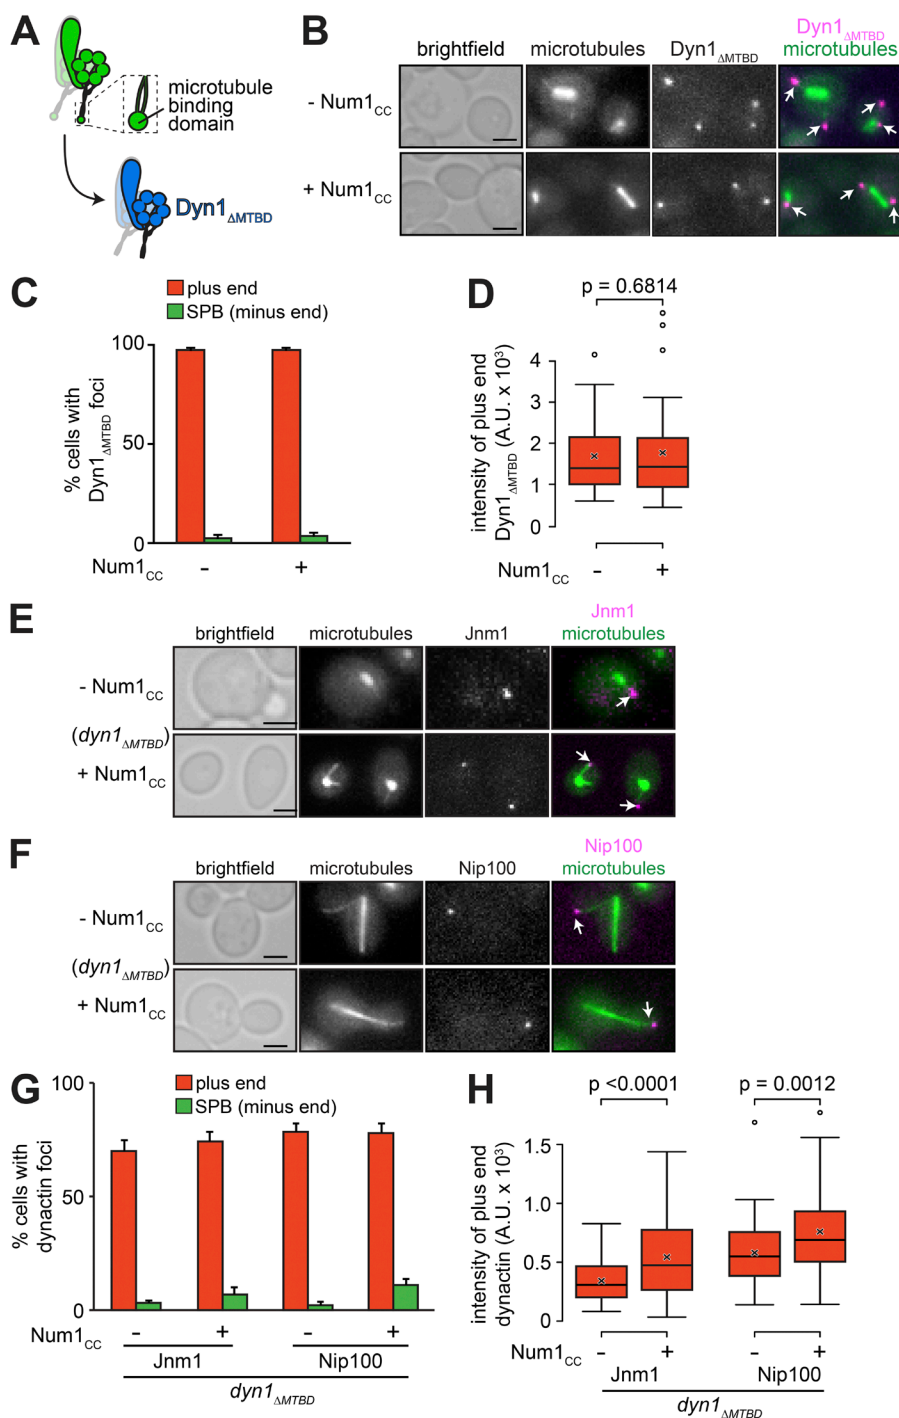 A
microtubule
binding
domain
Dyn1ΔMTBD
B
Dyn1ΔMTBD
brightfield microtubules Dyn1ΔMTBD microtubules
- Num1CC
+ Num1CC
C
plus end
SPB (minus end)
% cells with
Dyn1ΔMTBD foci
100
50
0
Num1CC - +
D
p = 0.6814
intensity of plus end
Dyn1ΔMTBD (A.U. x 10³)
4
3
2
1
0
Num1CC - +
E
Jnm1
brightfield microtubules Jnm1 microtubules
- Num1CC
(dyn1ΔMTBD)
+ Num1CC
F
Nip100
brightfield microtubules Nip100 microtubules
- Num1CC
(dyn1ΔMTBD)
+ Num1CC
G
plus end
SPB (minus end)
% cells with
dynactin foci
100
50
0
Num1CC - + - +
Jnm1 Nip100
dyn1ΔMTBD
H
p <0.0001 p = 0.0012
intensity of plus end
dynactin (A.U. x 10³)
1.5
1.0
0.5
0
Num1CC - + - +
Jnm1 Nip100
dyn1ΔMTBD